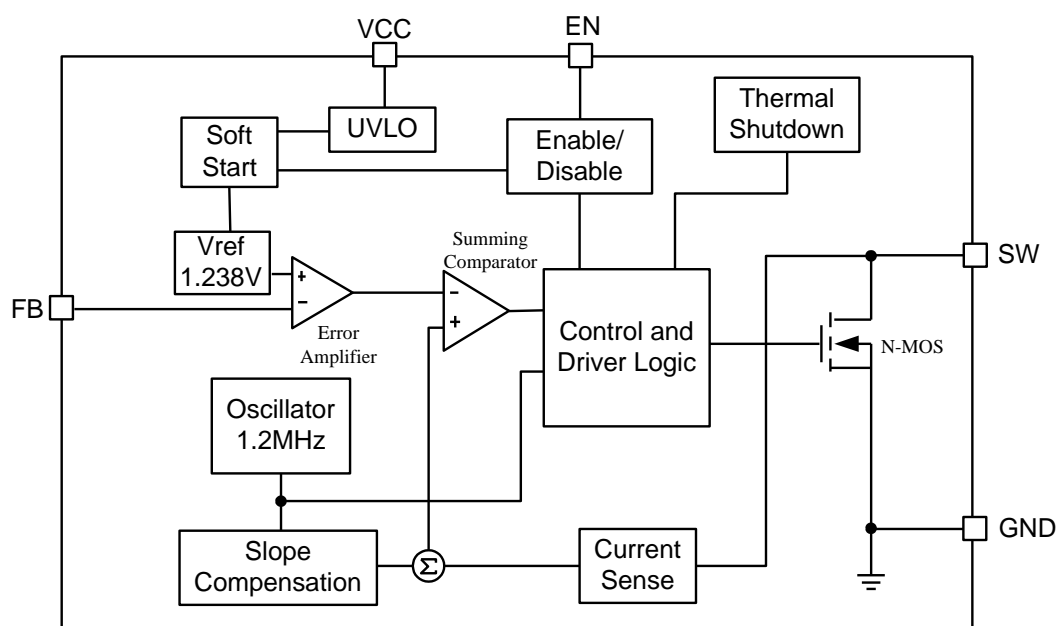 VCC
EN
UVLO
Soft
Start
Enable/
Disable
Thermal
Shutdown
Vref
1.238V
+
−
Error
Amplifier
Summing
Comparator
−
+
Control and
Driver Logic
N-MOS
SW
FB
Oscillator
1.2MHz
Slope
Compensation
Σ
Current
Sense
GND